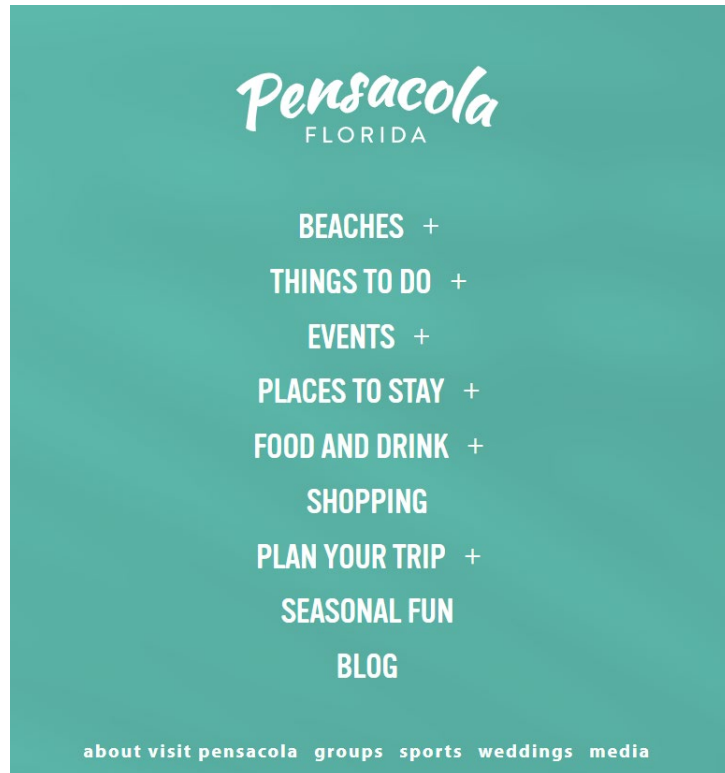 Pensacola
FLORIDA
BEACHES +
THINGS TO DO +
EVENTS +
PLACES TO STAY +
FOOD AND DRINK +
SHOPPING
PLAN YOUR TRIP +
SEASONAL FUN
BLOG
about visit pensacola groups sports weddings media